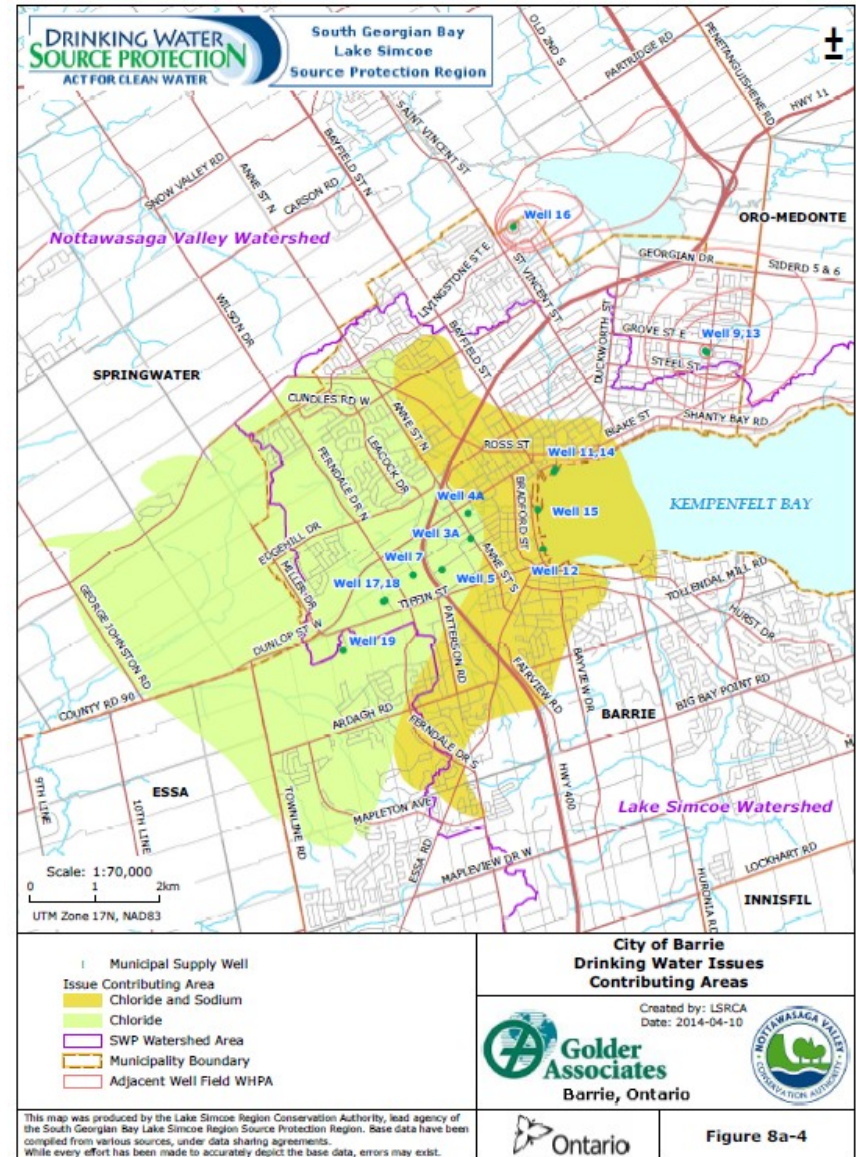 DRINKING WATER
SOURCE PROTECTION
ACT FOR CLEAN WATER
South Georgian Bay
Lake Simcoe
Source Protection Region
OLD 2ND S
PARTRIDGE RD
PENETANGUISHENE RD
HWY 11
SAINT VINCENT ST
BAYFIELD ST N
ANNE ST N
SNOW VALLEY RD
CARSON RD
Well 16
ORO-MEDONTE
Nottawasaga Valley Watershed
GEORGIAN DR
SIDERD 5 & 6
LIVINGSTONE ST E
ST VINCENT ST
WILSON DR
BAYFIELD ST
DUCKWORTH ST
GROVE ST E
Well 9,13
STEEL ST
SPRINGWATER
CUNDLES RD W
ANNE ST N
BLAKE ST
SHANTY BAY RD
LEACOCK DR
ROSS ST
FERNDALE DR N
Well 11,14
BRADFORD ST
Well 4A
Well 15
KEMPENFELT BAY
EDGEHILL DR
Well 3A
ANNE ST S
Well 7
MILLER DR
Well 5
Well 12
Well 17,18
TIFFIN ST
TOLLENDAL MILL RD
GEORGE JOHNSTON RD
DUNLOP ST W
PATTERSON RD
HURST DR
Well 19
FAIRVIEW RD
BAYVIEW DR
COUNTY RD 90
ARDAGH RD
BARRIE
BIG BAY POINT RD
FERNDALE DR S
9TH LINE
ESSA
10TH LINE
TOWNLINE RD
HWY 400
MAPLETON AVE
Lake Simcoe Watershed
ESSA RD
MAPLEVIEW DR W
LOCKHART RD
HURONIA RD
INNISFIL
Scale: 1:70,000
0 1 2km
UTM Zone 17N, NAD83
Municipal Supply Well
Issue Contributing Area
Chloride and Sodium
Chloride
SWP Watershed Area
Municipality Boundary
Adjacent Well Field WHPA
City of Barrie
Drinking Water Issues
Contributing Areas
Created by: LSRCA
Date: 2014-04-10
Golder
Associates
Barrie, Ontario
NOTTAWASAGA VALLEY
CONSERVATION AUTHORITY
This map was produced by the Lake Simcoe Region Conservation Authority, lead agency of
the South Georgian Bay Lake Simcoe Region Source Protection Region. Base data have been
compiled from various sources, under data sharing agreements.
While every effort has been made to accurately depict the base data, errors may exist.
Ontario
Figure 8a-4